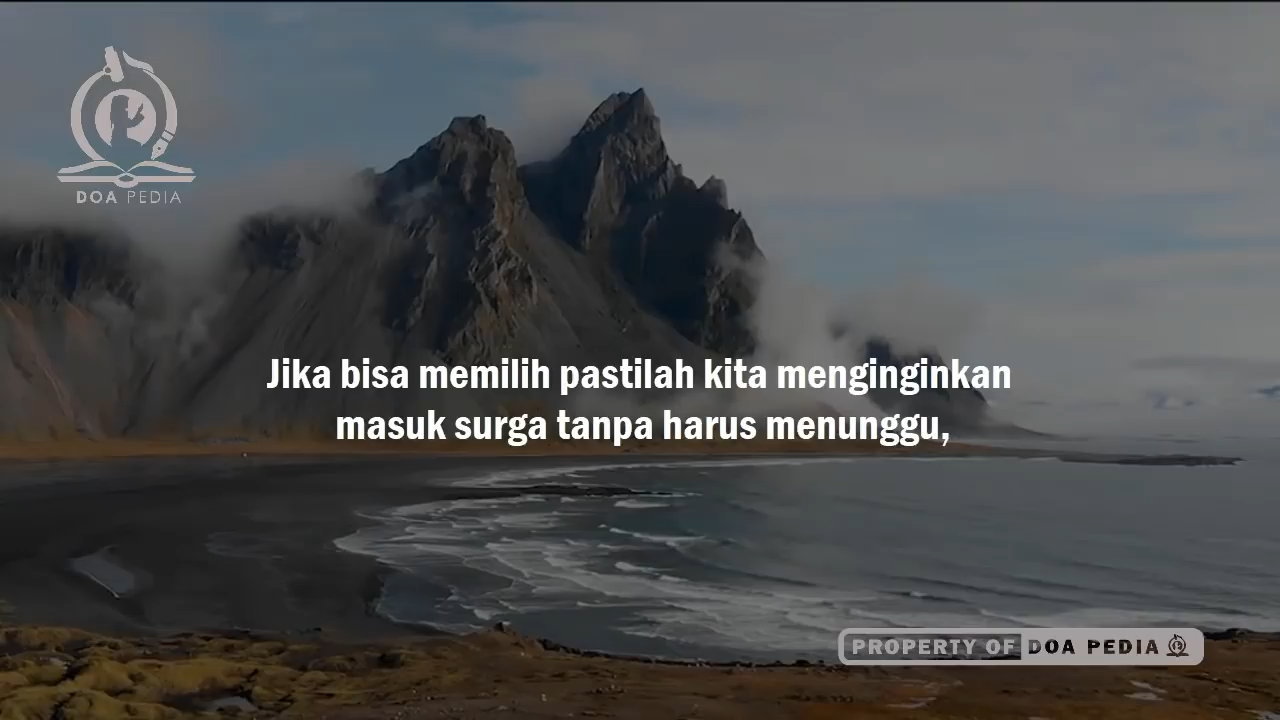 DOA PEDIA
Jika bisa memilih pastilah kita menginginkan
masuk surga tanpa harus menunggu,
PROPERTY OF DOA PEDIA